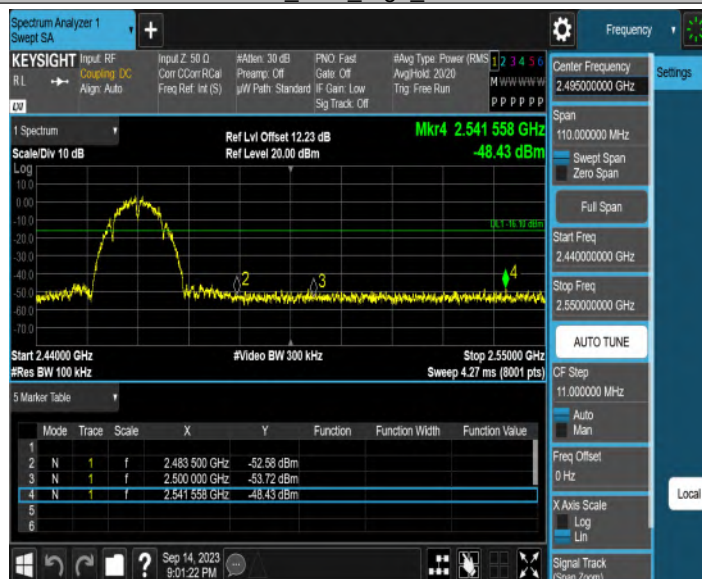 Spectrum Analyzer 1
Swept SA
+
Frequency
KEYSIGHT
RL
LXI
Input: RF
Coupling: DC
Align: Auto
Input Z: 50 Ω
Corr CCorr RCal
Freq Ref: Int (S)
#Atten: 30 dB
Preamp: Off
µW Path: Standard
PNO: Fast
Gate: Off
IF Gain: Low
Sig Track: Off
#Avg Type: Power (RMS
Avg|Hold: 20/20
Trig: Free Run
1 2 3 4 5 6
M W W W W W
P P P P P P
1 Spectrum
Scale/Div 10 dB
Ref Lvl Offset 12.23 dB
Ref Level 20.00 dBm
Mkr4 2.541 558 GHz
-48.43 dBm
Log
10.0
0.00
-10.0
DL1 -16.10 dBm
-20.0
-30.0
-40.0
-50.0
-60.0
-70.0
2
3
4
Start 2.44000 GHz
#Video BW 300 kHz
Stop 2.55000 GHz
#Res BW 100 kHz
Sweep 4.27 ms (8001 pts)
5 Marker Table
Mode Trace Scale X Y Function Function Width Function Value
1
2 N 1 f 2.483 500 GHz -52.58 dBm
3 N 1 f 2.500 000 GHz -53.72 dBm
4 N 1 f 2.541 558 GHz -48.43 dBm
5
6
?
Sep 14, 2023
9:01:22 PM
Center Frequency
2.495000000 GHz
Span
110.000000 MHz
Swept Span
Zero Span
Full Span
Start Freq
2.440000000 GHz
Stop Freq
2.550000000 GHz
AUTO TUNE
CF Step
11.000000 MHz
Auto
Man
Freq Offset
0 Hz
X Axis Scale
Log
Lin
Signal Track
(Span Zoom)
Settings
Local